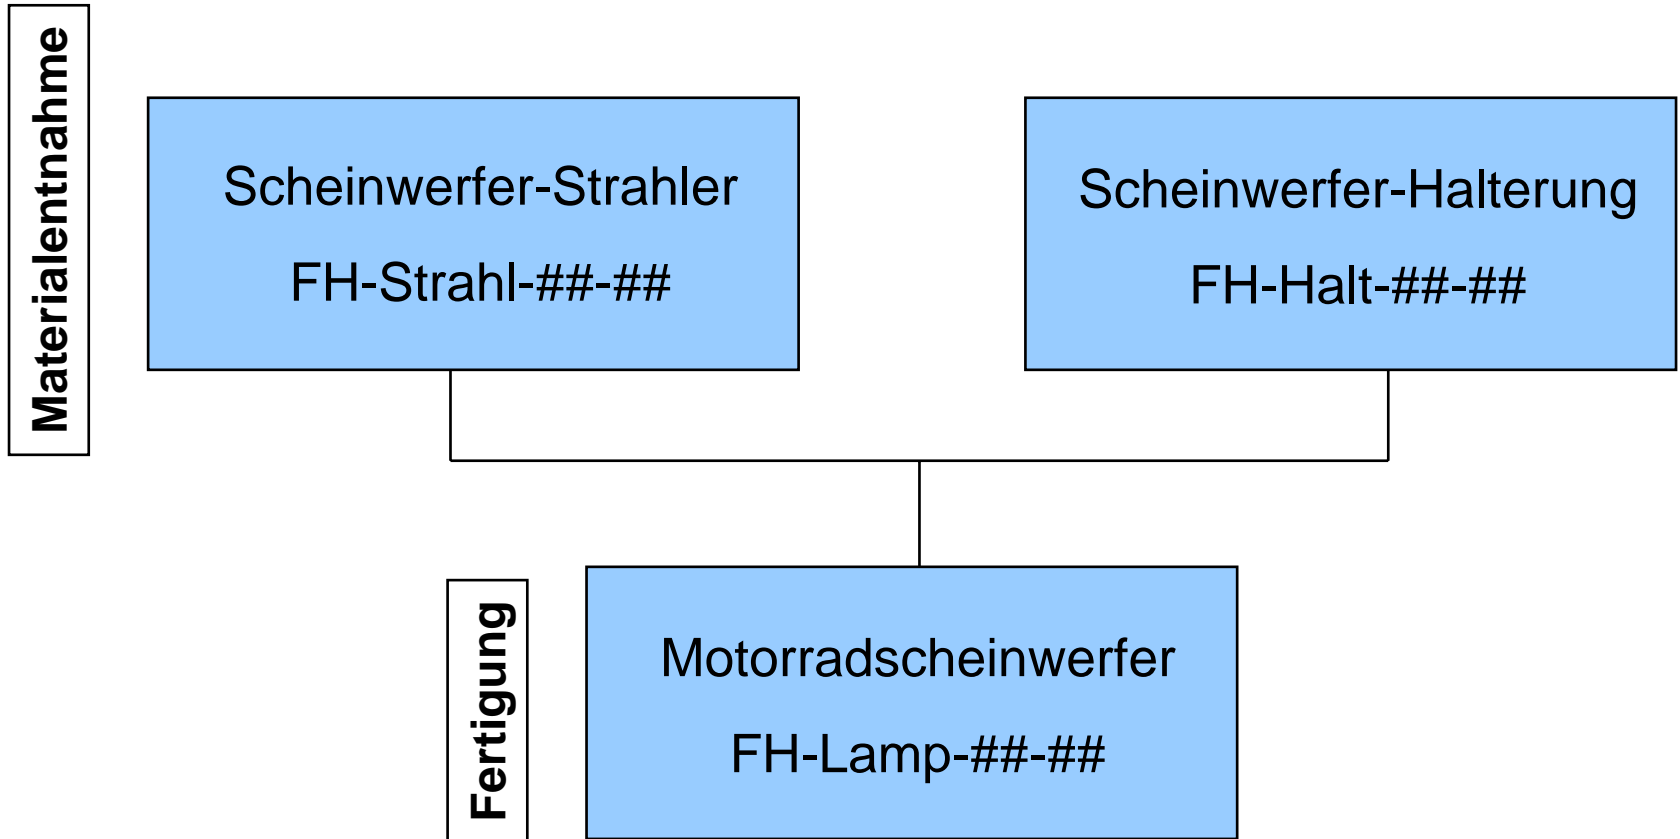 Materialentnahme
Scheinwerfer-Strahler
FH-Strahl-##-##
Scheinwerfer-Halterung
FH-Halt-##-##
Fertigung
Motorradscheinwerfer
FH-Lamp-##-##